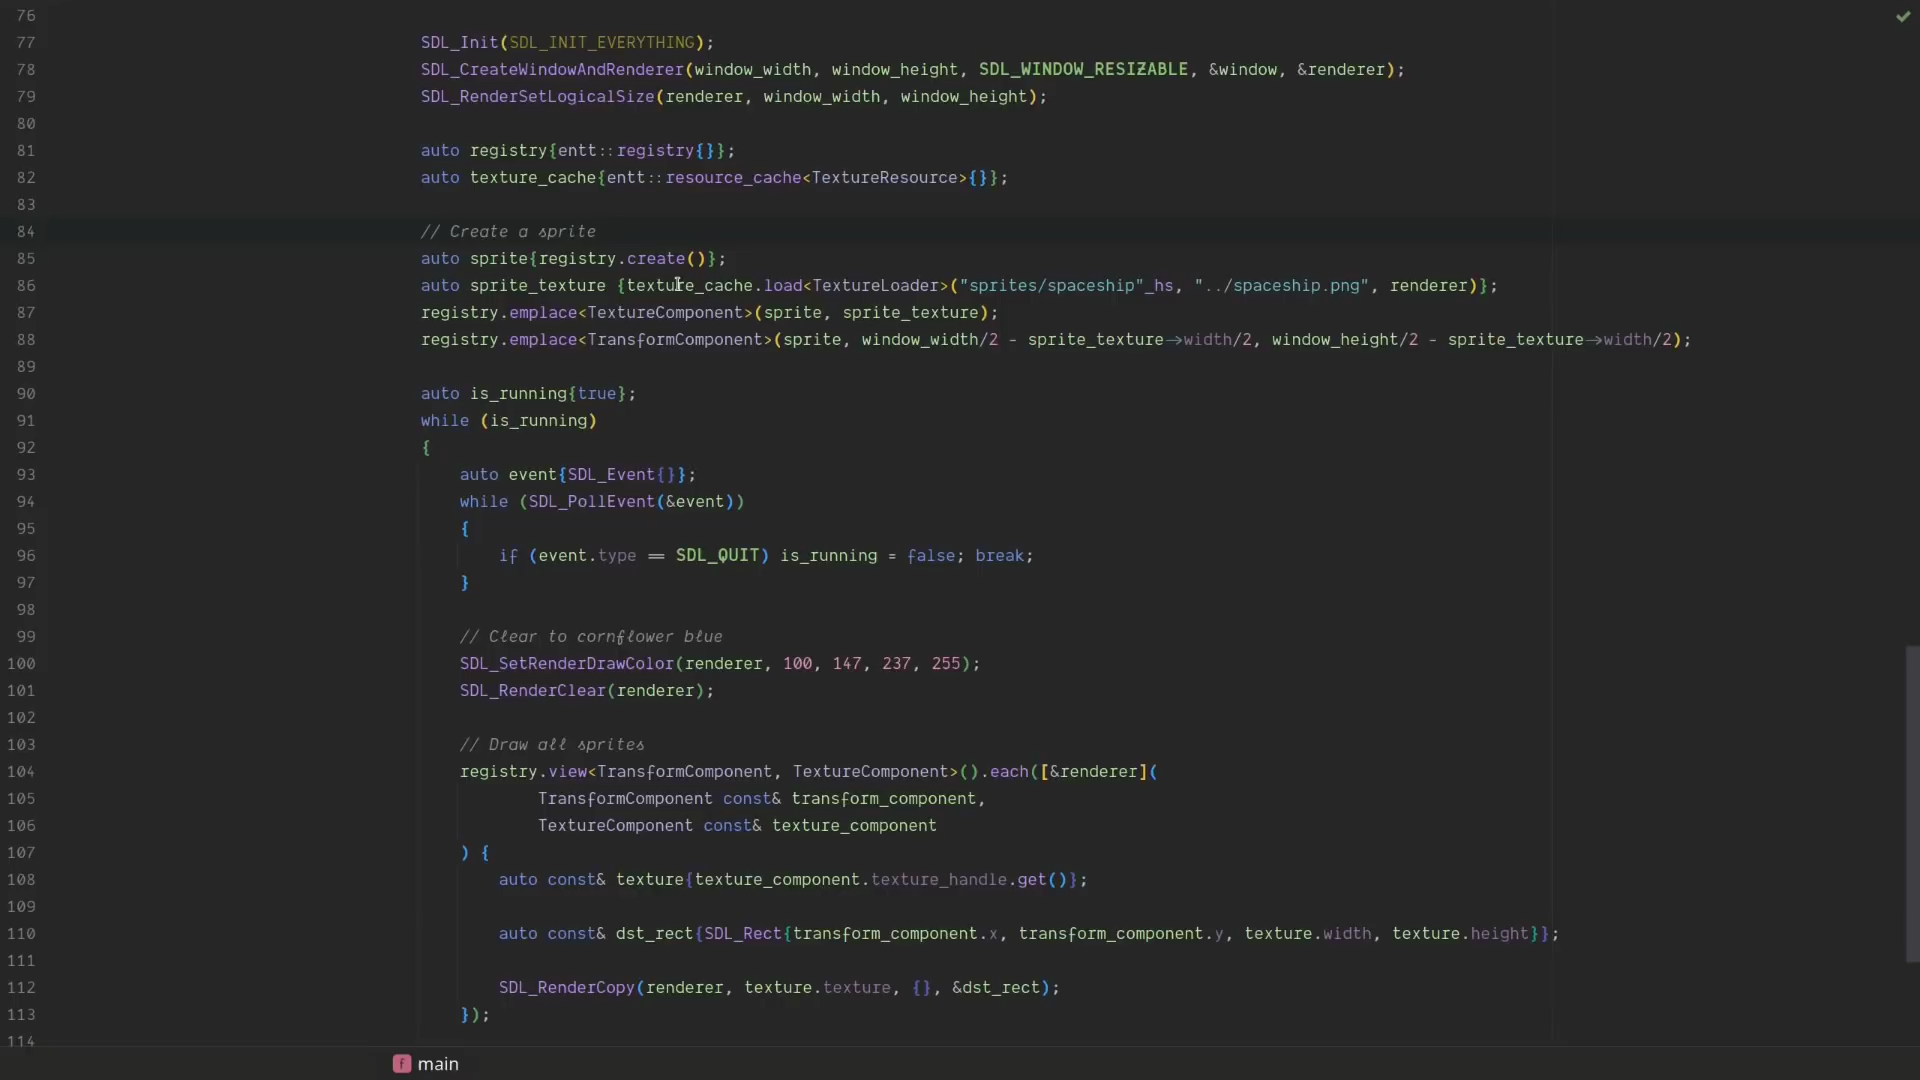 76
77 SDL_Init(SDL_INIT_EVERYTHING);
78 SDL_CreateWindowAndRenderer(window_width, window_height, SDL_WINDOW_RESIZABLE, &window, &renderer);
79 SDL_RenderSetLogicalSize(renderer, window_width, window_height);
80
81 auto registry{entt::registry{}};
82 auto texture_cache{entt::resource_cache<TextureResource>{}};
83
84 // Create a sprite
85 auto sprite{registry.create()};
86 auto sprite_texture {texture_cache.load<TextureLoader>("sprites/spaceship"_hs, "../spaceship.png", renderer)};
87 registry.emplace<TextureComponent>(sprite, sprite_texture);
88 registry.emplace<TransformComponent>(sprite, window_width/2 - sprite_texture->width/2, window_height/2 - sprite_texture->width/2);
89
90 auto is_running{true};
91 while (is_running)
92 {
93 auto event{SDL_Event{}};
94 while (SDL_PollEvent(&event))
95 {
96 if (event.type == SDL_QUIT) is_running = false; break;
97 }
98
99 // Clear to cornflower blue
100 SDL_SetRenderDrawColor(renderer, 100, 147, 237, 255);
101 SDL_RenderClear(renderer);
102
103 // Draw all sprites
104 registry.view<TransformComponent, TextureComponent>().each([&renderer](
105 TransformComponent const& transform_component,
106 TextureComponent const& texture_component
107 ) {
108 auto const& texture{texture_component.texture_handle.get()};
109
110 auto const& dst_rect{SDL_Rect{transform_component.x, transform_component.y, texture.width, texture.height}};
111
112 SDL_RenderCopy(renderer, texture.texture, {}, &dst_rect);
113 });
114
f main